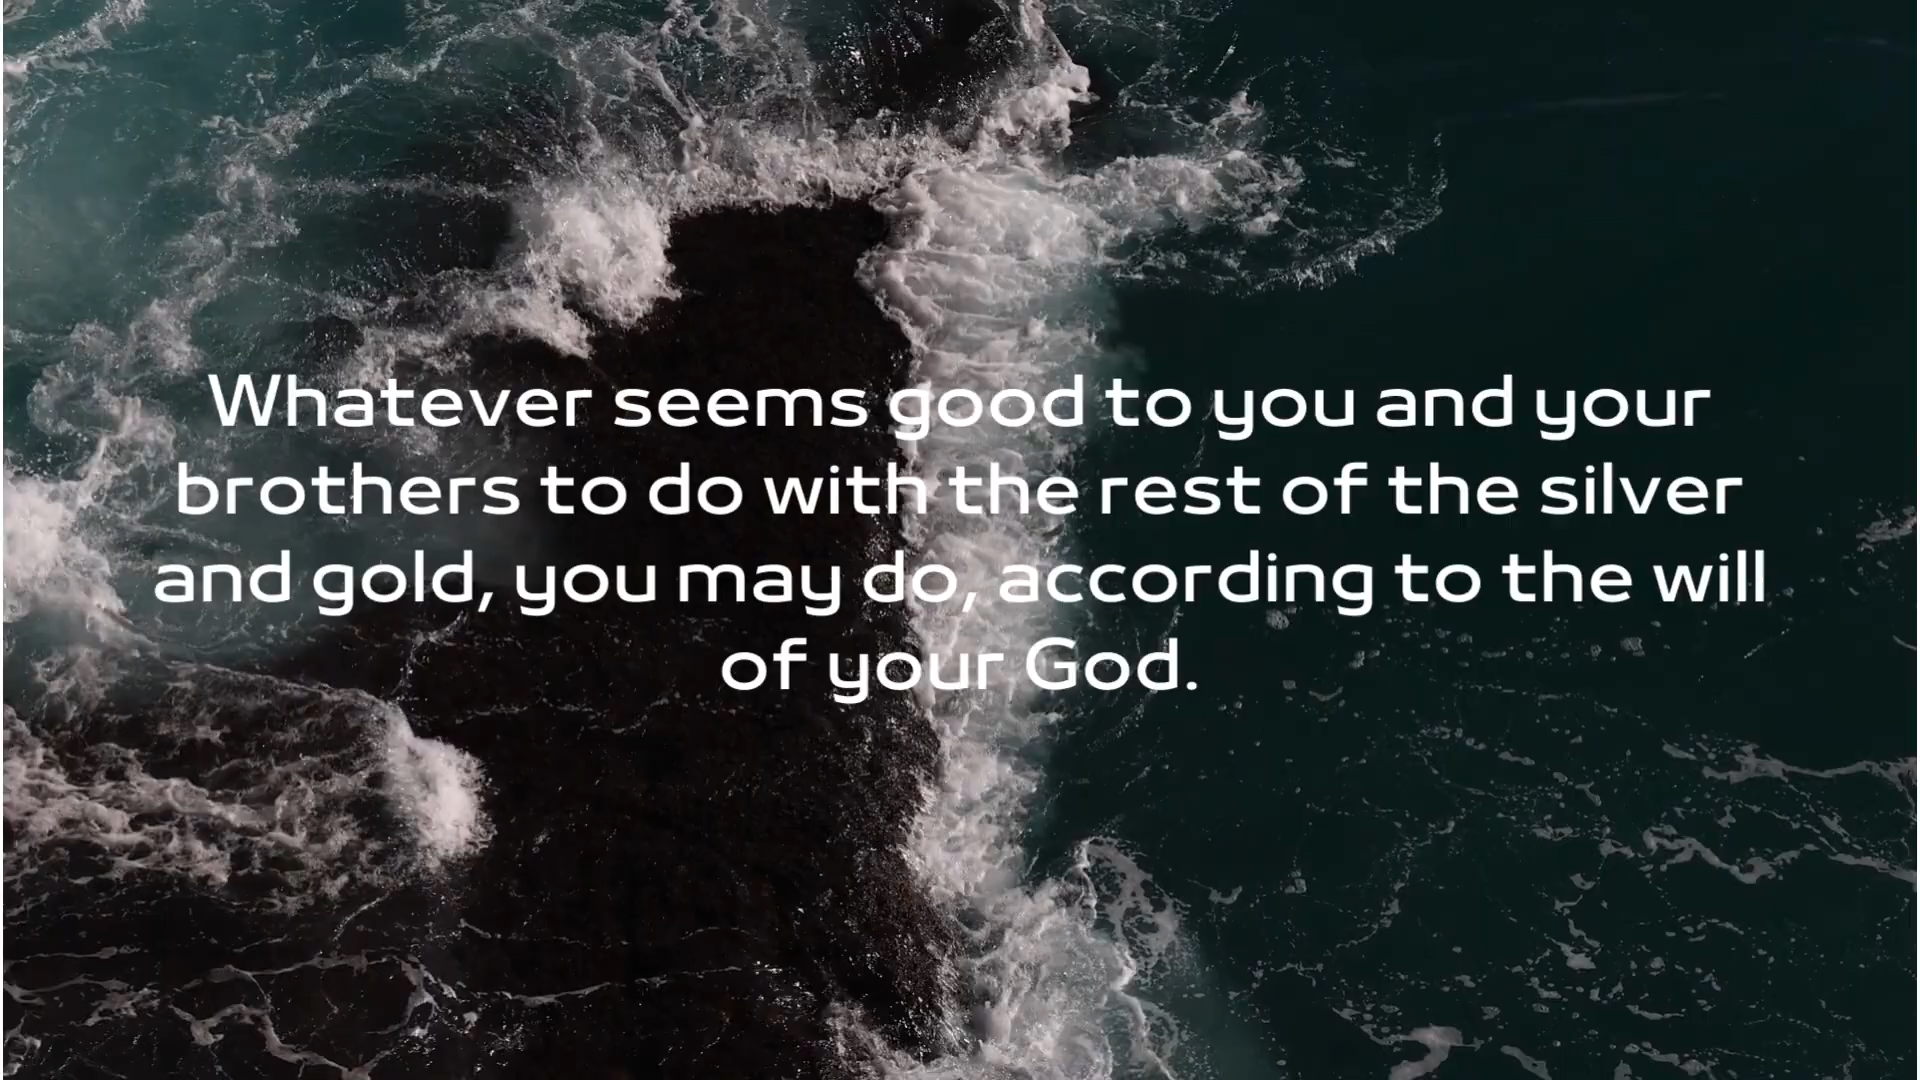 Whatever seems good to you and your
brothers to do with the rest of the silver
and gold, you may do, according to the will
of your God.